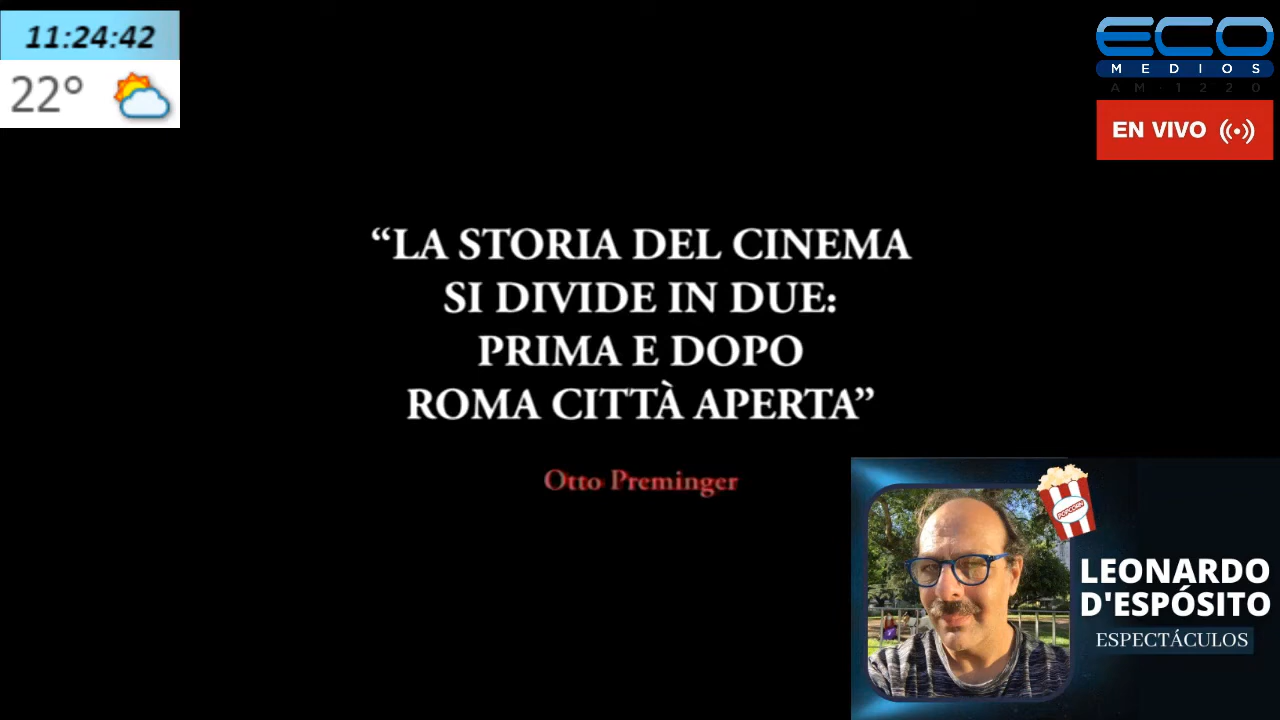 11:24:42
22°
ECO
MEDIOS
AM·1220
EN VIVO
“LA STORIA DEL CINEMA
SI DIVIDE IN DUE:
PRIMA E DOPO
ROMA CITTÀ APERTA”
Otto Preminger
POPCORN
LEONARDO
D'ESPÓSITO
ESPECTÁCULOS